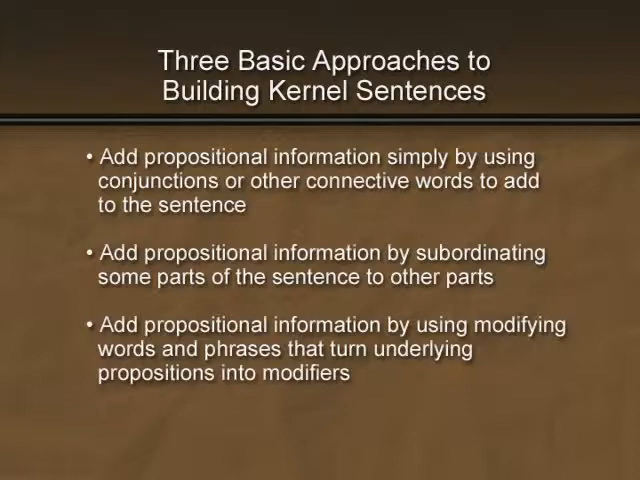 Three Basic Approaches to
Building Kernel Sentences
• Add propositional information simply by using
conjunctions or other connective words to add
to the sentence
• Add propositional information by subordinating
some parts of the sentence to other parts
• Add propositional information by using modifying
words and phrases that turn underlying
propositions into modifiers